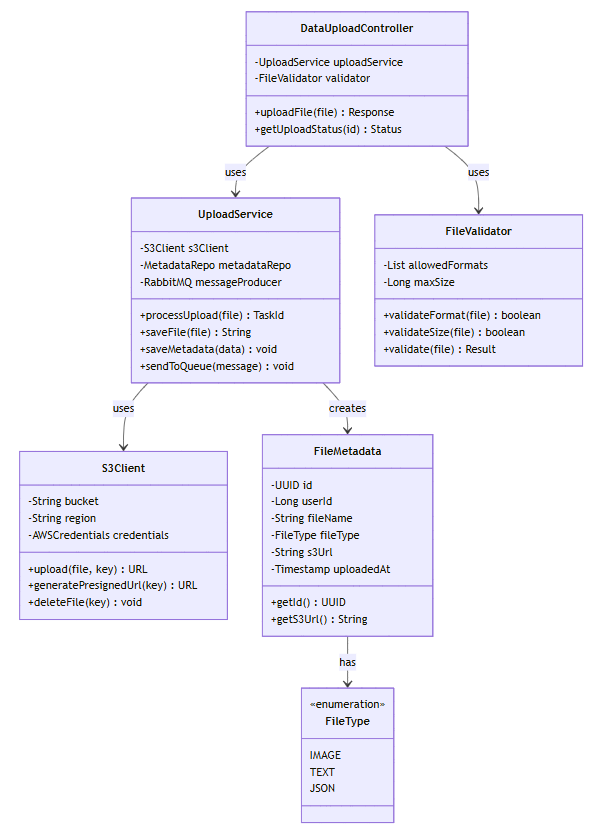 DataUploadController
-UploadService uploadService
-FileValidator validator
+uploadFile(file) : Response
+getUploadStatus(id) : Status
uses
uses
UploadService
-S3Client s3Client
-MetadataRepo metadataRepo
-RabbitMQ messageProducer
+processUpload(file) : TaskId
+saveFile(file) : String
+saveMetadata(data) : void
+sendToQueue(message) : void
FileValidator
-List allowedFormats
-Long maxSize
+validateFormat(file) : boolean
+validateSize(file) : boolean
+validate(file) : Result
uses
creates
S3Client
-String bucket
-String region
-AWSCredentials credentials
+upload(file, key) : URL
+generatePresignedUrl(key) : URL
+deleteFile(key) : void
FileMetadata
-UUID id
-Long userId
-String fileName
-FileType fileType
-String s3Url
-Timestamp uploadedAt
+getId() : UUID
+getS3Url() : String
has
«enumeration»
FileType
IMAGE
TEXT
JSON